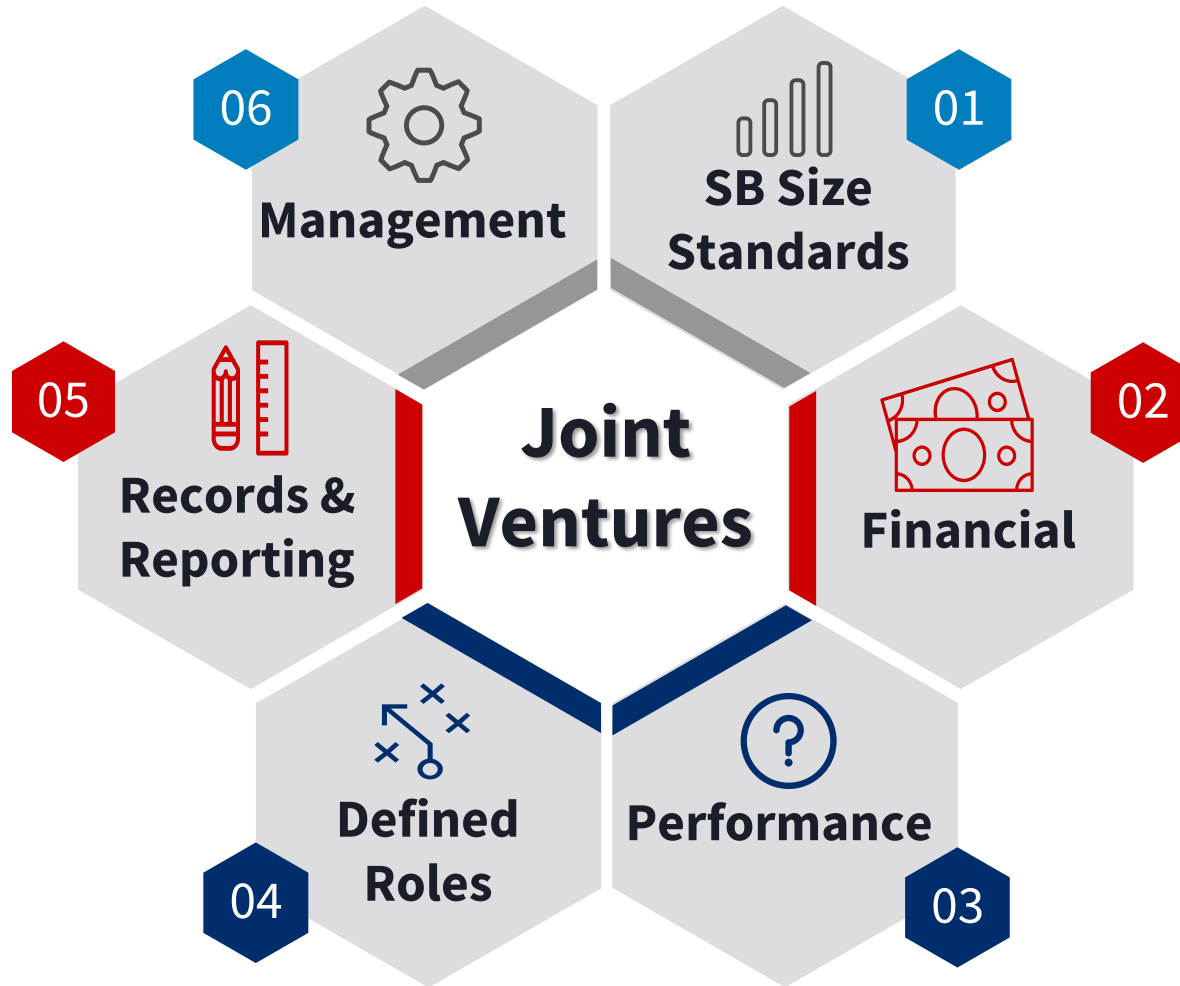 Joint
Ventures
01
SB Size
Standards
02
Financial
03
Performance
04
Defined
Roles
05
Records &
Reporting
06
Management